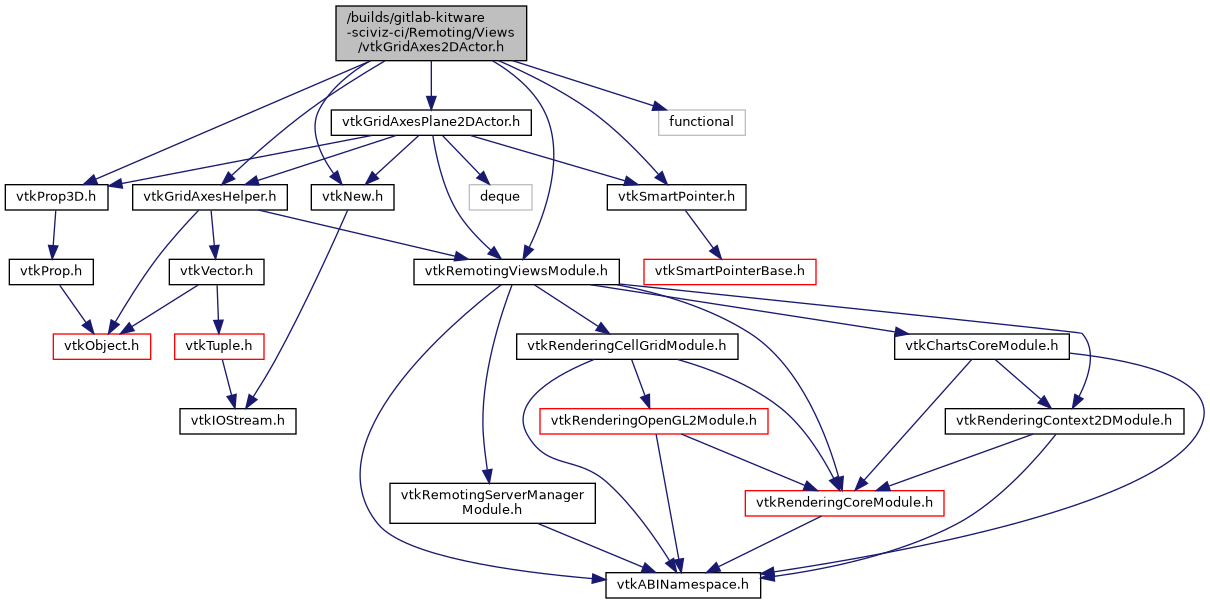 /builds/gitlab-kitware
-sciviz-ci/Remoting/Views
/vtkGridAxes2DActor.h
vtkGridAxesPlane2DActor.h
functional
vtkProp3D.h
vtkGridAxesHelper.h
vtkNew.h
deque
vtkSmartPointer.h
vtkProp.h
vtkVector.h
vtkRemotingViewsModule.h
vtkSmartPointerBase.h
vtkObject.h
vtkTuple.h
vtkRenderingCellGridModule.h
vtkChartsCoreModule.h
vtkIOStream.h
vtkRenderingOpenGL2Module.h
vtkRenderingContext2DModule.h
vtkRemotingServerManager
Module.h
vtkRenderingCoreModule.h
vtkABINamespace.h